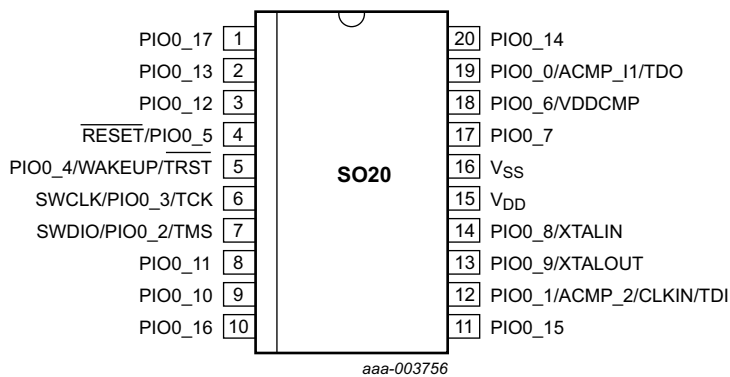 PIO0_17 1
PIO0_13 2
PIO0_12 3
RESET/PIO0_5 4
PIO0_4/WAKEUP/TRST 5
SWCLK/PIO0_3/TCK 6
SWDIO/PIO0_2/TMS 7
PIO0_11 8
PIO0_10 9
PIO0_16 10
SO20
20 PIO0_14
19 PIO0_0/ACMP_I1/TDO
18 PIO0_6/VDDCMP
17 PIO0_7
16 VSS
15 VDD
14 PIO0_8/XTALIN
13 PIO0_9/XTALOUT
12 PIO0_1/ACMP_2/CLKIN/TDI
11 PIO0_15
aaa-003756